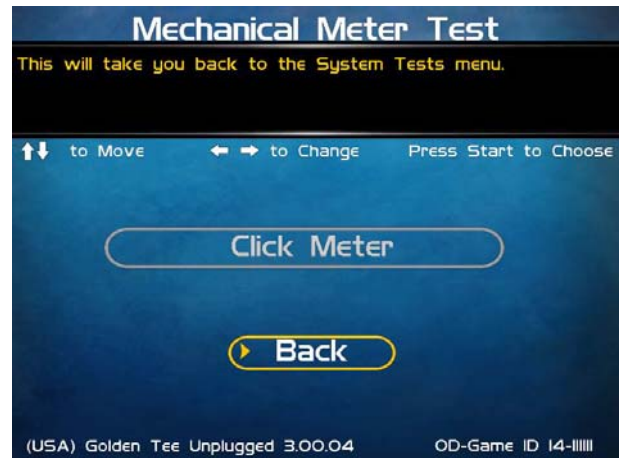 Mechanical Meter Test
This will take you back to the System Tests menu.
to Move to Change Press Start to Choose
Click Meter
Back
(USA) Golden Tee Unplugged 3.00.04 OD-Game ID 14-111111